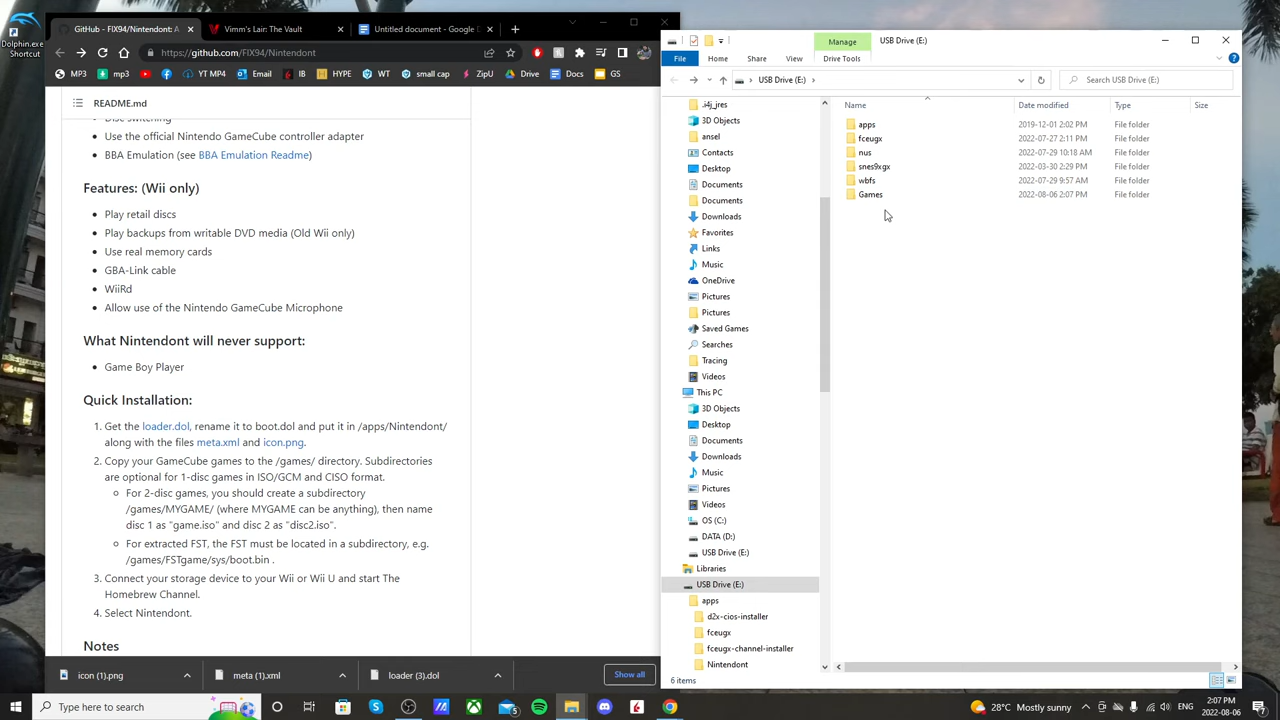 Dolphin.exe
Shortcut
GitHub - FIX94/Nintendont: A
Vimm's Lair: The Vault
Untitled document - Google D
https://github.com/FIX94/Nintendont
MP3
mp3
YT MP4
Email
IMG
HYPE
WT
small cap
ZipU
Drive
Docs
GS
README.md
Disc switching
Use the official Nintendo GameCube controller adapter
BBA Emulation (see BBA Emulation Readme)
Features: (Wii only)
Play retail discs
Play backups from writable DVD media (Old Wii only)
Use real memory cards
GBA-Link cable
WiiRd
Allow use of the Nintendo GameCube Microphone
What Nintendont will never support:
Game Boy Player
Quick Installation:
1. Get the loader.dol, rename it to boot.dol and put it in /apps/Nintendont/
along with the files meta.xml and icon.png.
2. Copy your GameCube games to the /games/ directory. Subdirectories
are optional for 1-disc games in ISO/GCM and CISO format.
For 2-disc games, you should create a subdirectory
/games/MYGAME/ (where MYGAME can be anything), then name
disc 1 as "game.iso" and disc 2 as "disc2.iso".
For extracted FST, the FST must be located in a subdirectory, e.g.
/games/FSTgame/sys/boot.bin .
3. Connect your storage device to your Wii or Wii U and start The
Homebrew Channel.
4. Select Nintendont.
Notes
icon (1).png
meta (1).xml
loader (3).dol
Show all
Manage
USB Drive (E:)
File
Home
Share
View
Drive Tools
USB Drive (E:)
Search USB Drive (E:)
.i4j_jres
3D Objects
ansel
Contacts
Desktop
Documents
Documents
Downloads
Favorites
Links
Music
OneDrive
Pictures
Pictures
Saved Games
Searches
Tracing
Videos
This PC
3D Objects
Desktop
Documents
Downloads
Music
Pictures
Videos
OS (C:)
DATA (D:)
USB Drive (E:)
Libraries
USB Drive (E:)
apps
d2x-cios-installer
fceugx
fceugx-channel-installer
Nintendont
Name Date modified Type Size
apps 2019-12-01 2:02 PM File folder
fceugx 2022-07-27 2:11 PM File folder
nus 2022-07-29 10:18 AM File folder
snes9xgx 2022-03-30 2:29 PM File folder
wbfs 2022-07-29 9:57 AM File folder
Games 2022-08-06 2:07 PM File folder
6 items
Type here to search
28°C Mostly sunny
ENG
2:07 PM
2022-08-06